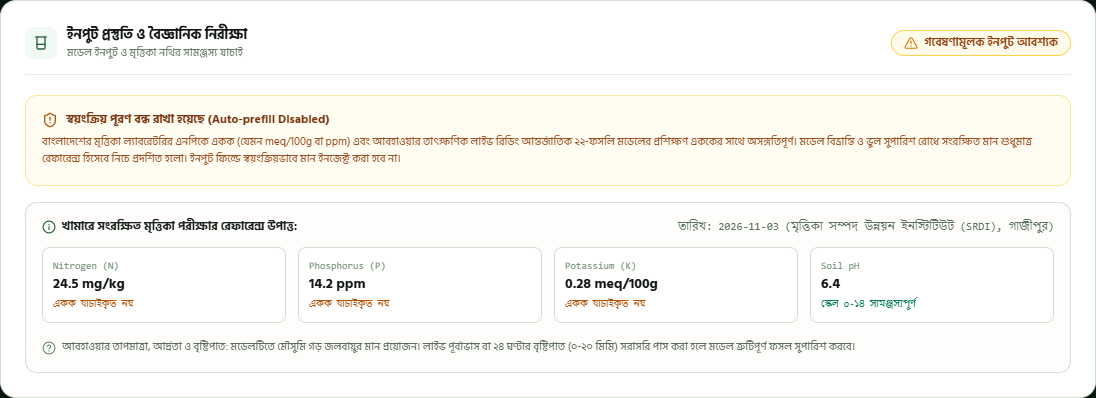 ইনপুট প্রস্তুতি ও বৈজ্ঞানিক নিরীক্ষা
মডেল ইনপুট ও মৃত্তিকা নথির সামঞ্জস্য যাচাই
গবেষণামূলক ইনপুট আবশ্যক
স্বয়ংক্রিয় পূরণ বন্ধ রাখা হয়েছে (Auto-prefill Disabled)
বাংলাদেশের মৃত্তিকা ল্যাবরেটরির এনপিকে একক (যেমন meq/100g বা ppm) এবং আবহাওয়ার তাৎক্ষণিক লাইভ রিডিং আন্তর্জাতিক ২২-ফসলি মডেলের প্রশিক্ষণ এককের সাথে অসঙ্গতিপূর্ণ। মডেল বিভ্রান্তি ও ভুল সুপারিশ রোধে সংরক্ষিত মান শুধুমাত্র
রেফারেন্স হিসেবে নিচে প্রদর্শিত হলো। ইনপুট ফিল্ডে স্বয়ংক্রিয়ভাবে মান ইনজেক্ট করা হবে না।
খামারে সংরক্ষিত মৃত্তিকা পরীক্ষার রেফারেন্স উপাত্ত:
তারিখ: 2026-11-03 (মৃত্তিকা সম্পদ উন্নয়ন ইনস্টিটিউট (SRDI), গাজীপুর)
Nitrogen (N)
24.5 mg/kg
একক যাচাইকৃত নয়
Phosphorus (P)
14.2 ppm
একক যাচাইকৃত নয়
Potassium (K)
0.28 meq/100g
একক যাচাইকৃত নয়
Soil pH
6.4
স্কেল ০-১৪ সামঞ্জস্যপূর্ণ
আবহাওয়ার তাপমাত্রা, আর্দ্রতা ও বৃষ্টিপাত: মডেলটিতে মৌসুমি গড় জলবায়ুর মান প্রয়োজন। লাইভ পূর্বাভাস বা ২৪ ঘণ্টার বৃষ্টিপাত (০-২০ মিমি) সরাসরি পাস করা হলে মডেল ত্রুটিপূর্ণ ফসল সুপারিশ করবে।